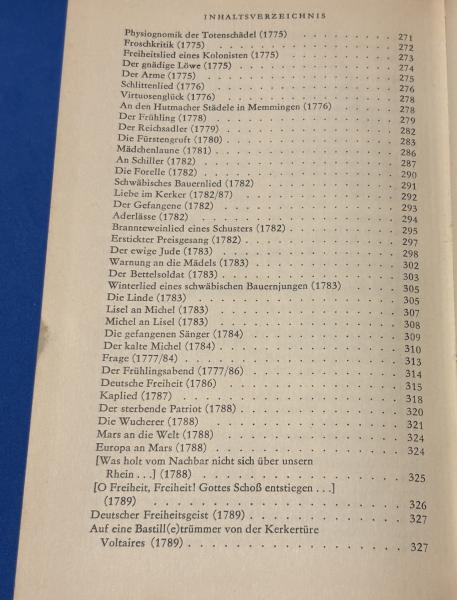 INHALTSVERZEICHNIS
Physiognomik der Totenschädel (1775) . . . . . . . . . 271
Froschkritik (1775) . . . . . . . . . . . . . . . 272
Freiheitslied eines Kolonisten (1775) . . . . . . . . . . 273
Der gnädige Löwe (1775) . . . . . . . . . . . . . 274
Der Arme (1775) . . . . . . . . . . . . . . . . 275
Schlittenlied (1776) . . . . . . . . . . . . . . . 276
Virtuosenglück (1776) . . . . . . . . . . . . . . 278
An den Hutmacher Städele in Memmingen (1776) . . . . . . 278
Der Frühling (1778) . . . . . . . . . . . . . . . 279
Der Reichsadler (1779) . . . . . . . . . . . . . . 282
Die Fürstengruft (1780) . . . . . . . . . . . . . . 283
Mädchenlaune (1781) . . . . . . . . . . . . . . . 286
An Schiller (1782) . . . . . . . . . . . . . . . . 287
Die Forelle (1782) . . . . . . . . . . . . . . . . 290
Schwäbisches Bauernlied (1782) . . . . . . . . . . . 291
Liebe im Kerker (1782/87) . . . . . . . . . . . . . 292
Der Gefangene (1782) . . . . . . . . . . . . . . . 293
Aderlässe (1782) . . . . . . . . . . . . . . . . 294
Brannteweinlied eines Schusters (1782) . . . . . . . . . 295
Erstickter Preisgesang (1782) . . . . . . . . . . . . 297
Der ewige Jude (1783) . . . . . . . . . . . . . . 298
Warnung an die Mädels (1783) . . . . . . . . . . . . 302
Der Bettelsoldat (1783) . . . . . . . . . . . . . . 303
Winterlied eines schwäbischen Bauernjungen (1783) . . . . . 305
Die Linde (1783) . . . . . . . . . . . . . . . . 305
Lisel an Michel (1783) . . . . . . . . . . . . . . 307
Michel an Lisel (1783) . . . . . . . . . . . . . . 308
Die gefangenen Sänger (1784) . . . . . . . . . . . . 309
Der kalte Michel (1784) . . . . . . . . . . . . . . 310
Frage (1777/84) . . . . . . . . . . . . . . . . . 313
Der Frühlingsabend (1777/86) . . . . . . . . . . . . 314
Deutsche Freiheit (1786) . . . . . . . . . . . . . . 315
Kaplied (1787) . . . . . . . . . . . . . . . . . 318
Der sterbende Patriot (1788) . . . . . . . . . . . . . 320
Die Wucherer (1788) . . . . . . . . . . . . . . . 321
Mars an die Welt (1788) . . . . . . . . . . . . . . 324
Europa an Mars (1788) . . . . . . . . . . . . . . 324
[Was holt vom Nachbar nicht sich über unsern
Rhein . . .] (1788) . . . . . . . . . . . . . . . 325
[O Freiheit, Freiheit! Gottes Schoß entstiegen . . .]
(1789) . . . . . . . . . . . . . . . . . . . 326
Deutscher Freiheitsgeist (1789) . . . . . . . . . . . . 327
Auf eine Bastill(e)trümmer von der Kerkertüre
Voltaires (1789) . . . . . . . . . . . . . . . . 327